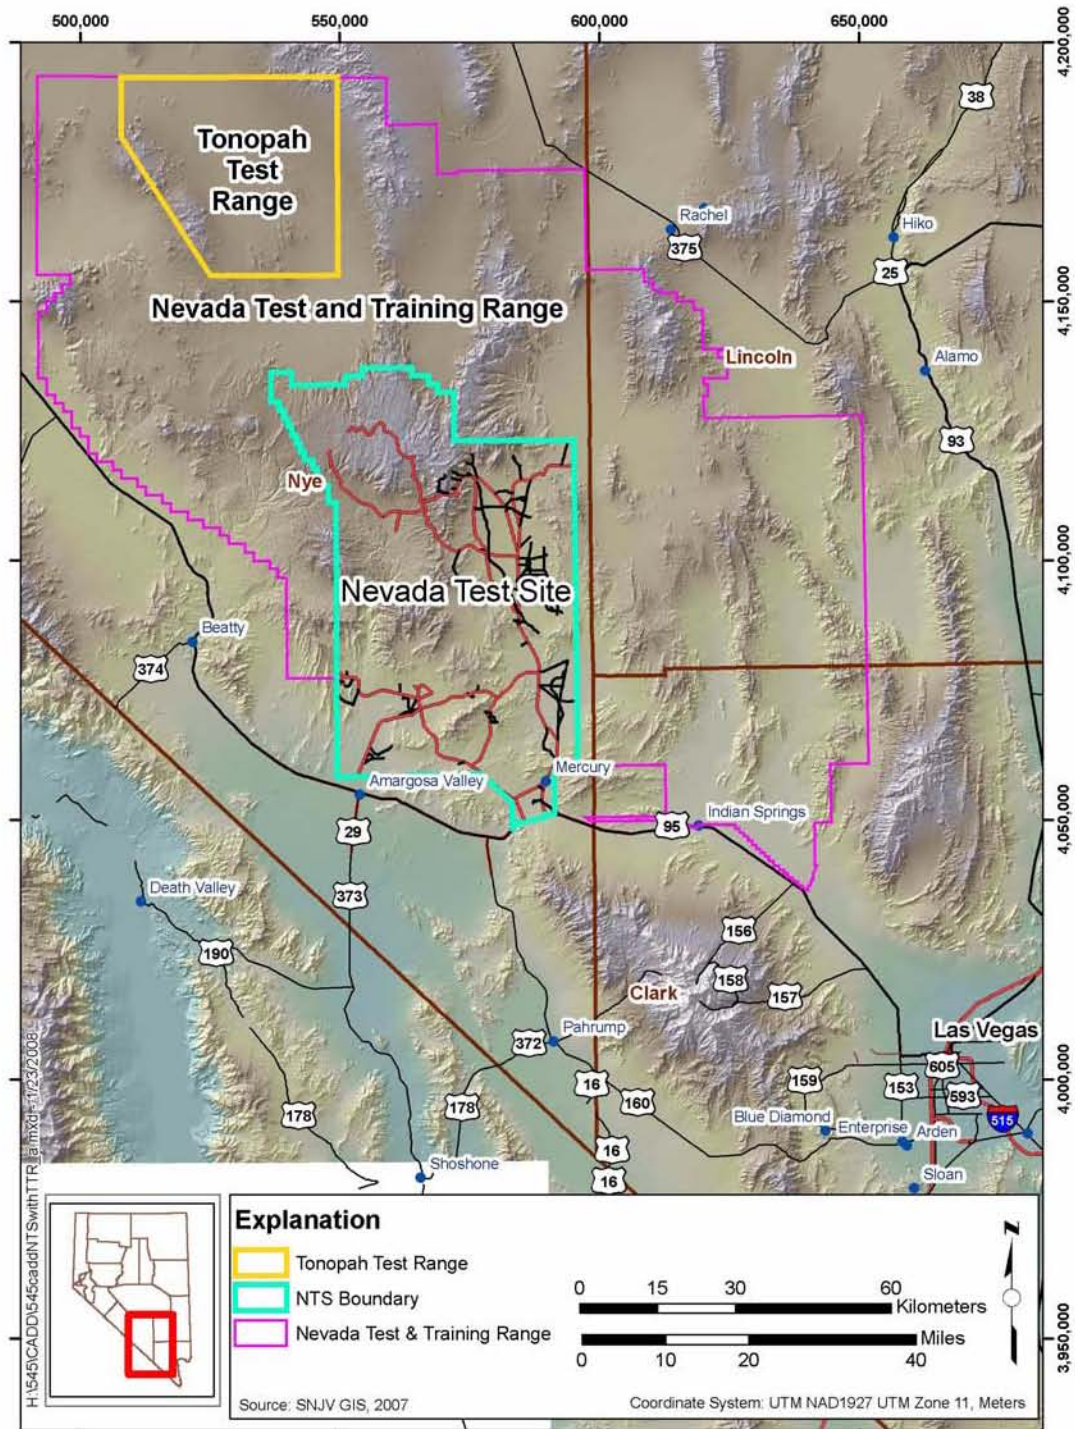 500,000
550,000
600,000
650,000
4,200,000
38
Tonopah
Test
Range
Rachel
Hiko
375
25
4,150,000
Nevada Test and Training Range
Lincoln
Alamo
93
Nye
4,100,000
Nevada Test Site
Beatty
374
Amargosa Valley
Mercury
Indian Springs
4,050,000
29
95
Death Valley
373
156
190
158
157
Clark
Pahrump
372
Las Vegas
605
4,000,000
16
159
153
593
178
178
160
Blue Diamond
Enterprise
Arden
515
16
Shoshone
16
Sloan
Explanation
Tonopah Test Range
NTS Boundary
Nevada Test & Training Range
0 15 30 60
Kilometers
Miles
0 10 20 40
N
3,950,000
Source: SNJV GIS, 2007
Coordinate System: UTM NAD1927 UTM Zone 11, Meters